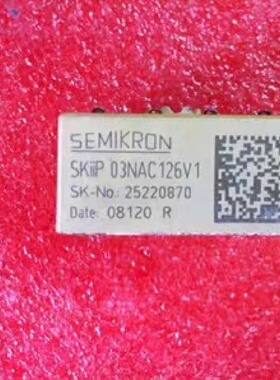 SEMIKRON
SKiiP 03NAC126V1
SK-No.: 25220870
Date: 08120 R